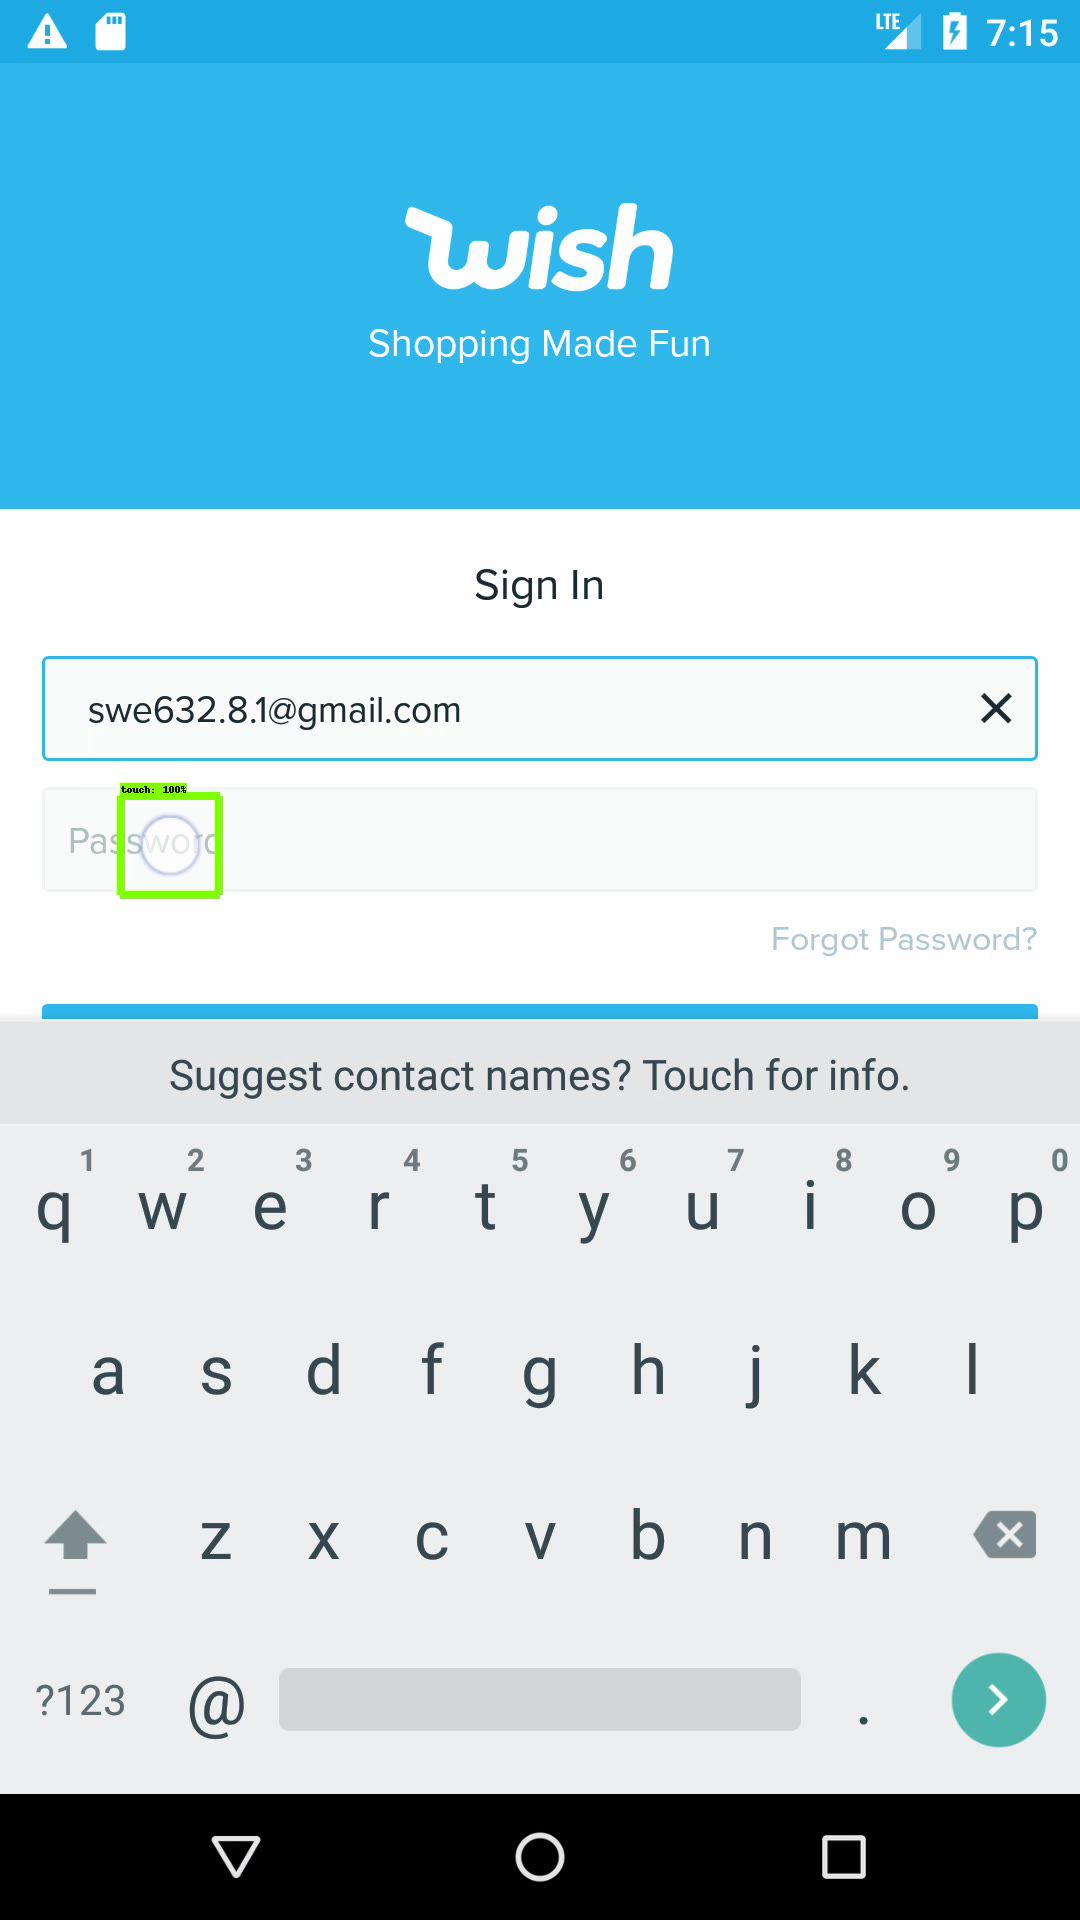 LTE 7:15
wish
Shopping Made Fun
Sign In
swe632.8.1@gmail.com
touch: 100%
Password
Forgot Password?
Suggest contact names? Touch for info.
1 2 3 4 5 6 7 8 9 0
q w e r t y u i o p
a s d f g h j k l
z x c v b n m
?123 @ .